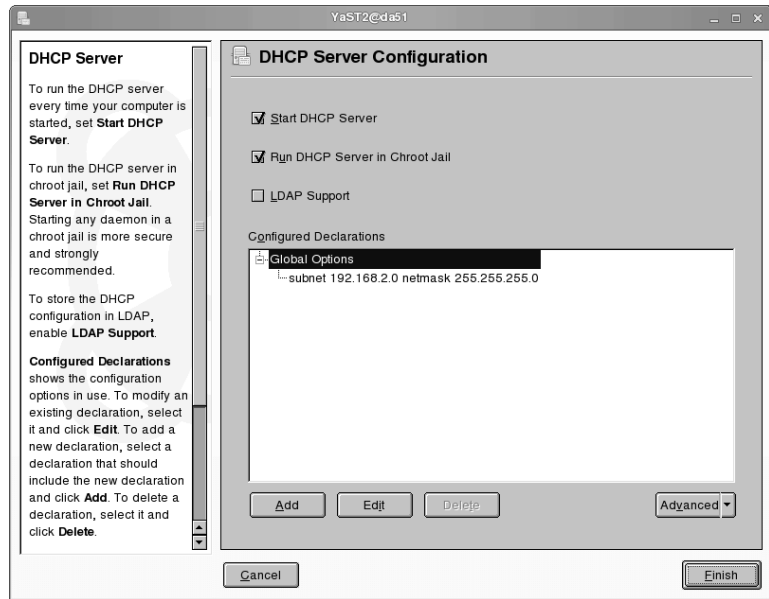 YaST2@da51
DHCP Server
To run the DHCP server
every time your computer is
started, set Start DHCP
Server.
To run the DHCP server in
chroot jail, set Run DHCP
Server in Chroot Jail.
Starting any daemon in a
chroot jail is more secure
and strongly
recommended.
To store the DHCP
configuration in LDAP,
enable LDAP Support.
Configured Declarations
shows the configuration
options in use. To modify an
existing declaration, select
it and click Edit. To add a
new declaration, select a
declaration that should
include the new declaration
and click Add. To delete a
declaration, select it and
click Delete.
DHCP Server Configuration
Start DHCP Server
Run DHCP Server in Chroot Jail
LDAP Support
Configured Declarations
Global Options
subnet 192.168.2.0 netmask 255.255.255.0
Add
Edit
Delete
Advanced
Cancel
Finish